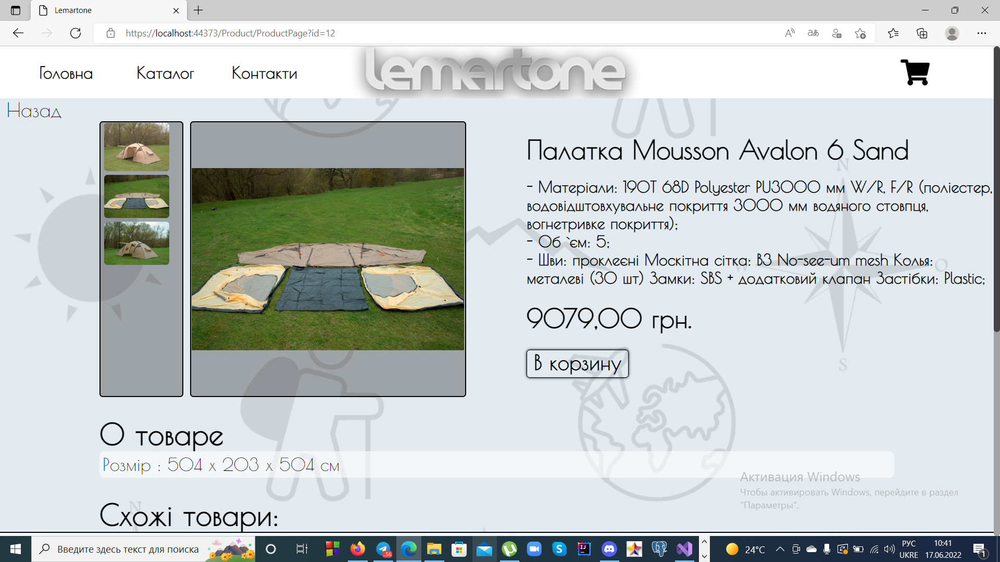 Lemartone
https://localhost:44373/Product/ProductPage?id=12
Головна
Каталог
Контакти
lemartone
Назад
Палатка Mousson Avalon 6 Sand
- Матеріали: 190T 68D Polyester PU3000 мм W/R, F/R (поліестер,
водовідштовхувальне покриття 3000 мм водяного стовпця,
вогнетривке покриття);
- Об `єм: 5;
- Шви: проклеєні Москітна сітка: B3 No-see-um mesh Колья:
металеві (30 шт) Замки: SBS + додатковий клапан Застібки: Plastic;
9079,00 грн.
В корзину
N
W
O
S
О товаре
Розмір : 504 x 203 x 504 см
Схожі товари:
N
Активация Windows
Чтобы активировать Windows, перейдите в раздел
"Параметры".
Введите здесь текст для поиска
..56
24°C
РУС
UKRE
10:41
17.06.2022
1